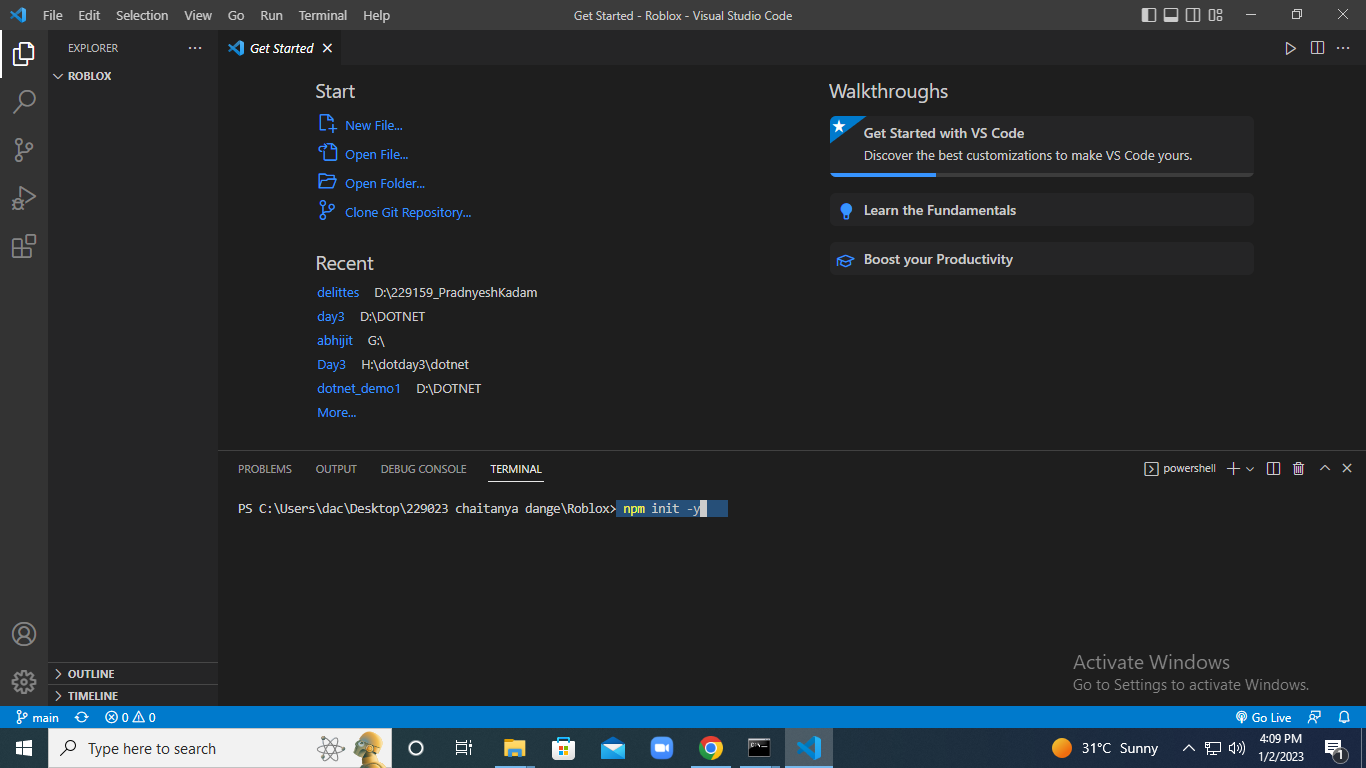 File Edit Selection View Go Run Terminal Help Get Started - Roblox - Visual Studio Code
EXPLORER
ROBLOX
OUTLINE
TIMELINE
Get Started
Start
New File...
Open File...
Open Folder...
Clone Git Repository...
Recent
delittes D:\229159_PradnyeshKadam
day3 D:\DOTNET
abhijit G:\
Day3 H:\dotday3\dotnet
dotnet_demo1 D:\DOTNET
More...
Walkthroughs
Get Started with VS Code
Discover the best customizations to make VS Code yours.
Learn the Fundamentals
Boost your Productivity
PROBLEMS OUTPUT DEBUG CONSOLE TERMINAL powershell
PS C:\Users\dac\Desktop\229023 chaitanya dange\Roblox> npm init -y
Activate Windows
Go to Settings to activate Windows.
main 0 0 Go Live
Type here to search 31°C Sunny
4:09 PM
1/2/2023
1